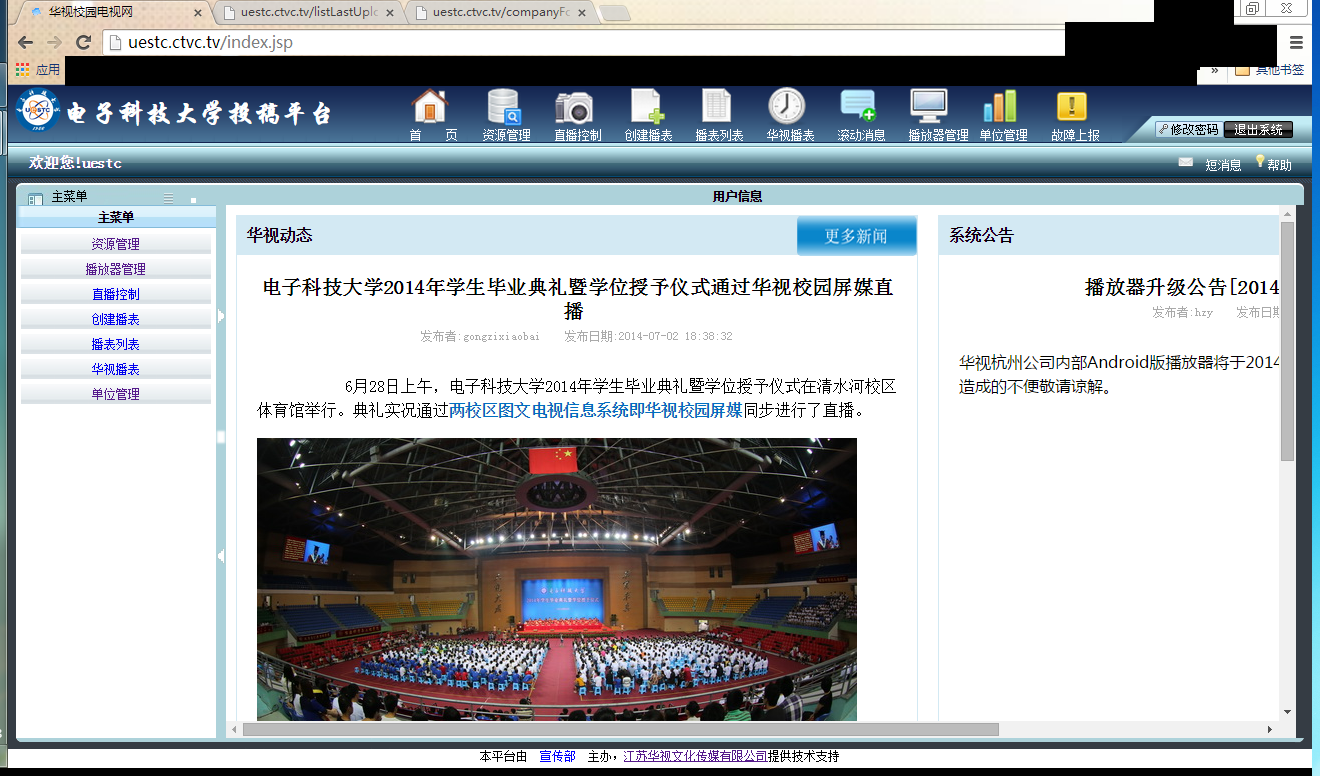 华视校园电视网
uestc.ctvc.tv/listLastUplo
uestc.ctvc.tv/companyFo
uestc.ctvc.tv/index.jsp
应用
»
其他书签
电子科技大学投稿平台
首 页
资源管理
直播控制
创建播表
播表列表
华视播表
滚动消息
播放器管理
单位管理
故障上报
修改密码
退出系统
欢迎您!uestc
短消息
帮助
主菜单
用户信息
主菜单
资源管理
播放器管理
直播控制
创建播表
播表列表
华视播表
单位管理
华视动态
更多新闻
电子科技大学2014年学生毕业典礼暨学位授予仪式通过华视校园屏媒直
播
发布者:gongzixiaobai 发布日期:2014-07-02 18:38:32
6月28日上午，电子科技大学2014年学生毕业典礼暨学位授予仪式在清水河校区
体育馆举行。典礼实况通过两校区图文电视信息系统即华视校园屏媒同步进行了直播。
系统公告
播放器升级公告[2014
发布者:hzy 发布日期
华视杭州公司内部Android版播放器将于2014
造成的不便敬请谅解。
本平台由 宣传部 主办，江苏华视文化传媒有限公司提供技术支持